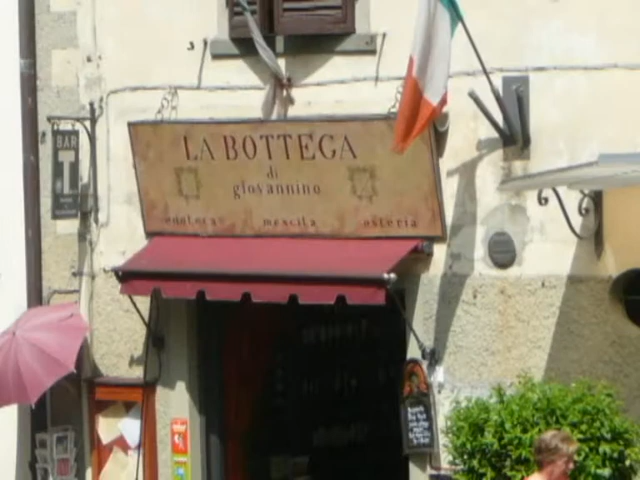 LA BOTTEGA
di
giovannino
enoteca mescita osteria
BAR
T